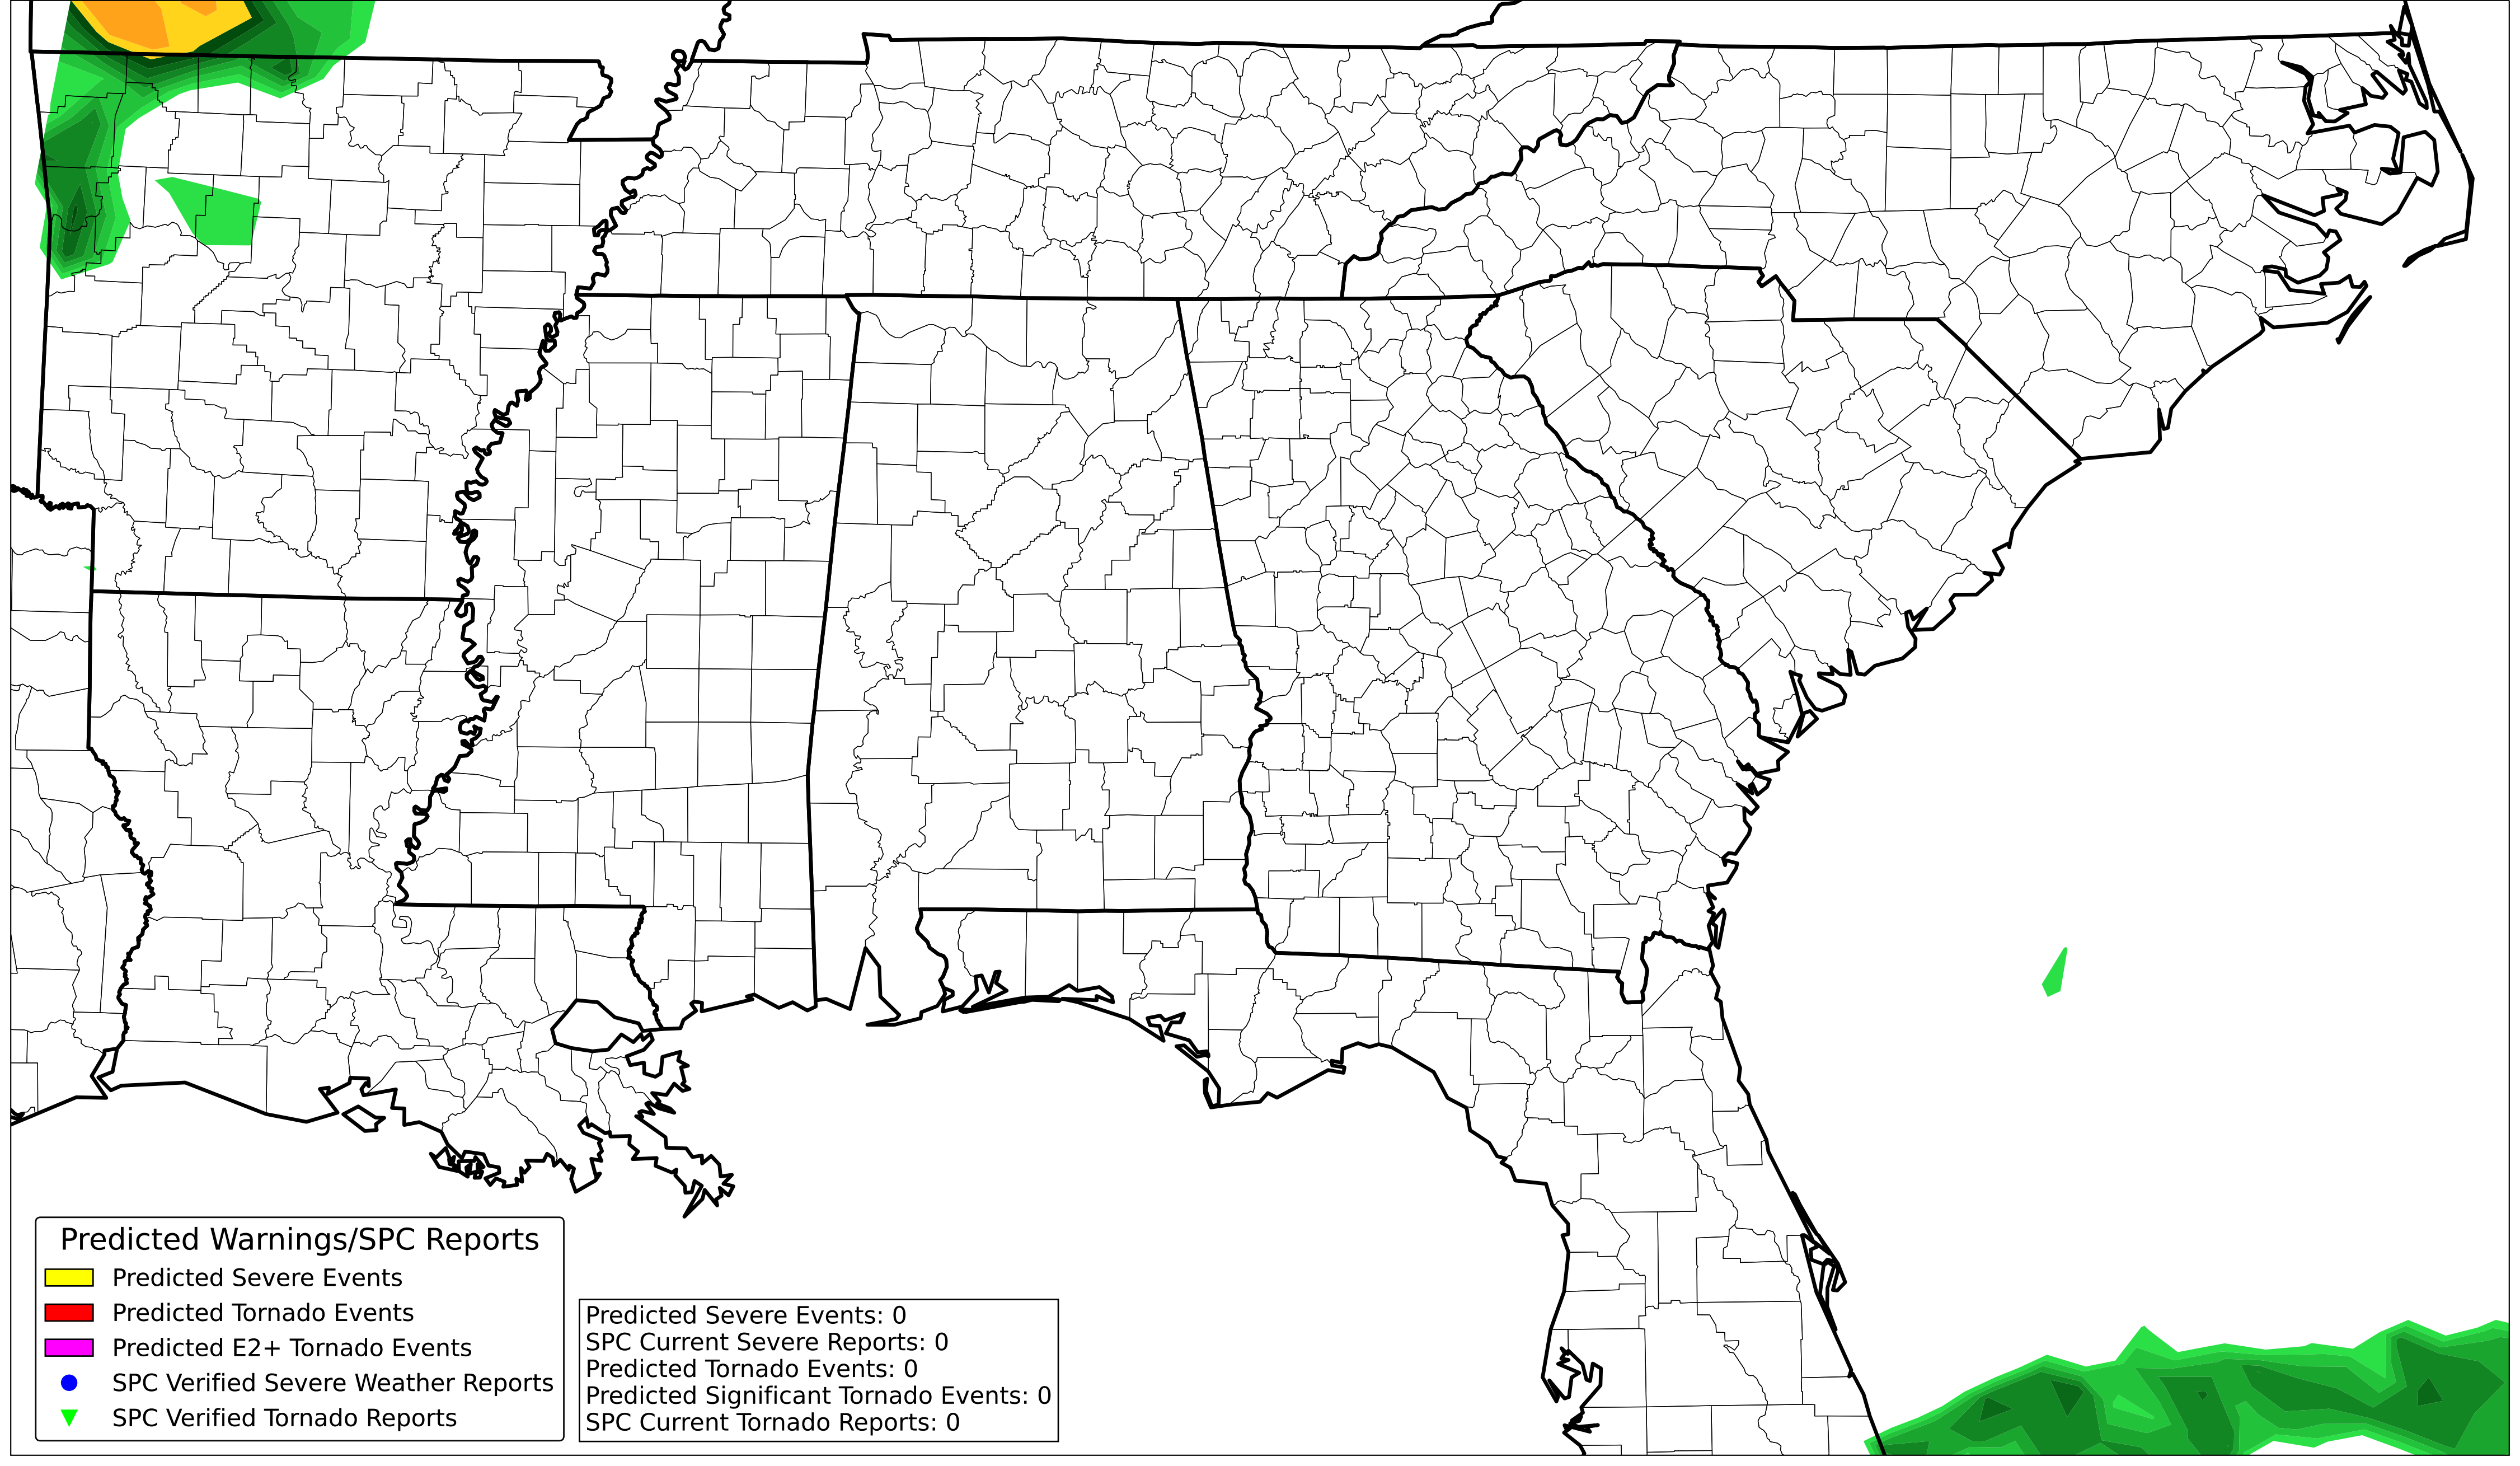 Predicted Warnings/SPC Reports
Predicted Severe Events
Predicted Tornado Events
Predicted E2+ Tornado Events
SPC Verified Severe Weather Reports
SPC Verified Tornado Reports
Predicted Severe Events: 0
SPC Current Severe Reports: 0
Predicted Tornado Events: 0
Predicted Significant Tornado Events: 0
SPC Current Tornado Reports: 0